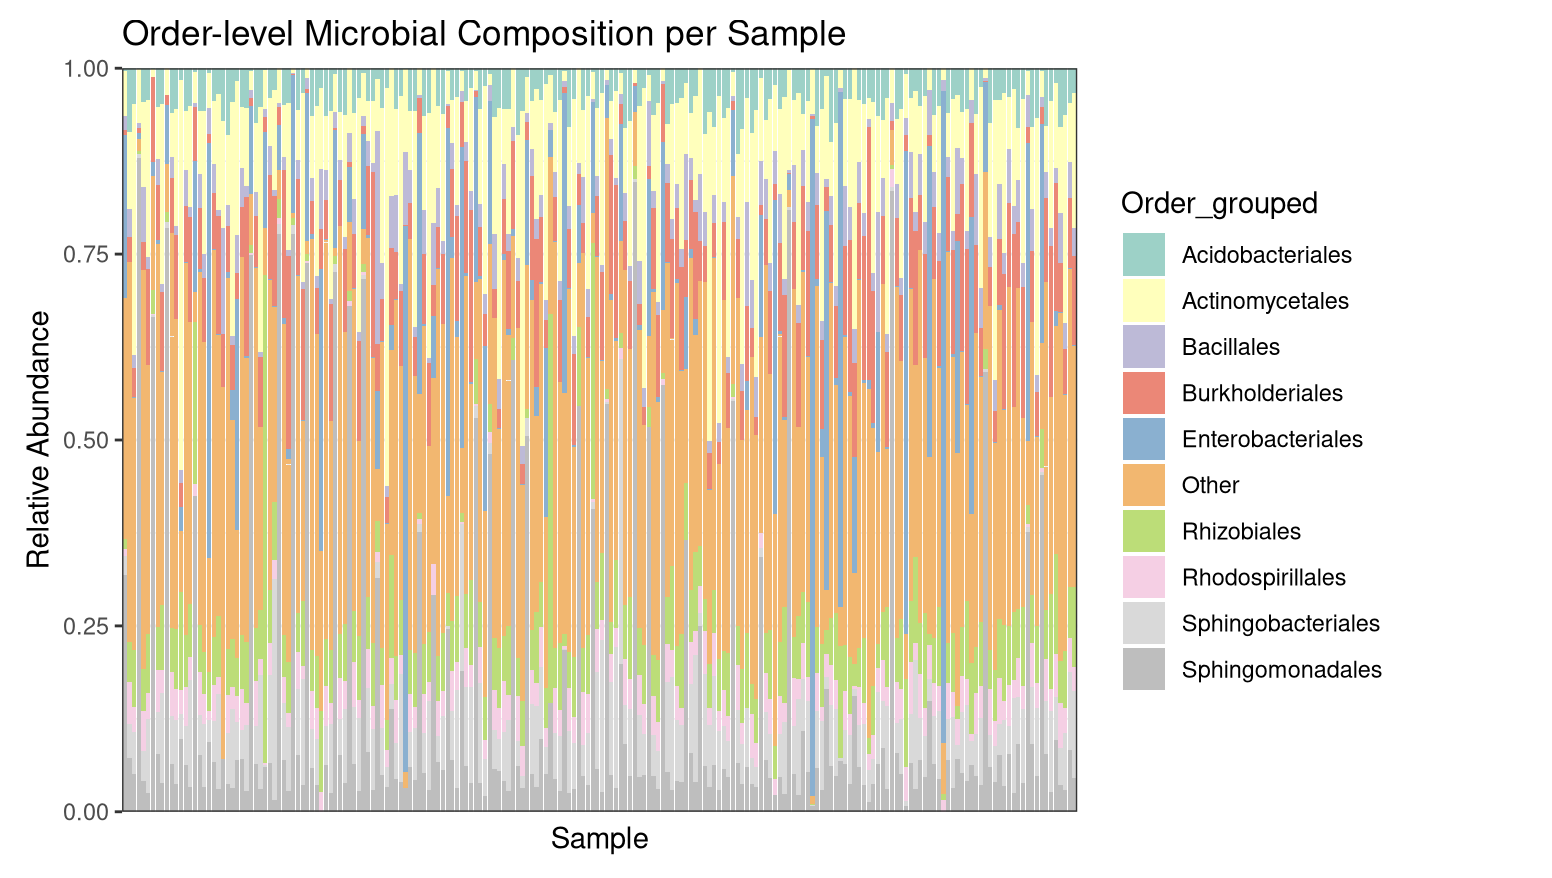 Order-level Microbial Composition per Sample
1.00
0.75
0.50
0.25
0.00
Relative Abundance
Sample
Order_grouped
Acidobacteriales
Actinomycetales
Bacillales
Burkholderiales
Enterobacteriales
Other
Rhizobiales
Rhodospirillales
Sphingobacteriales
Sphingomonadales